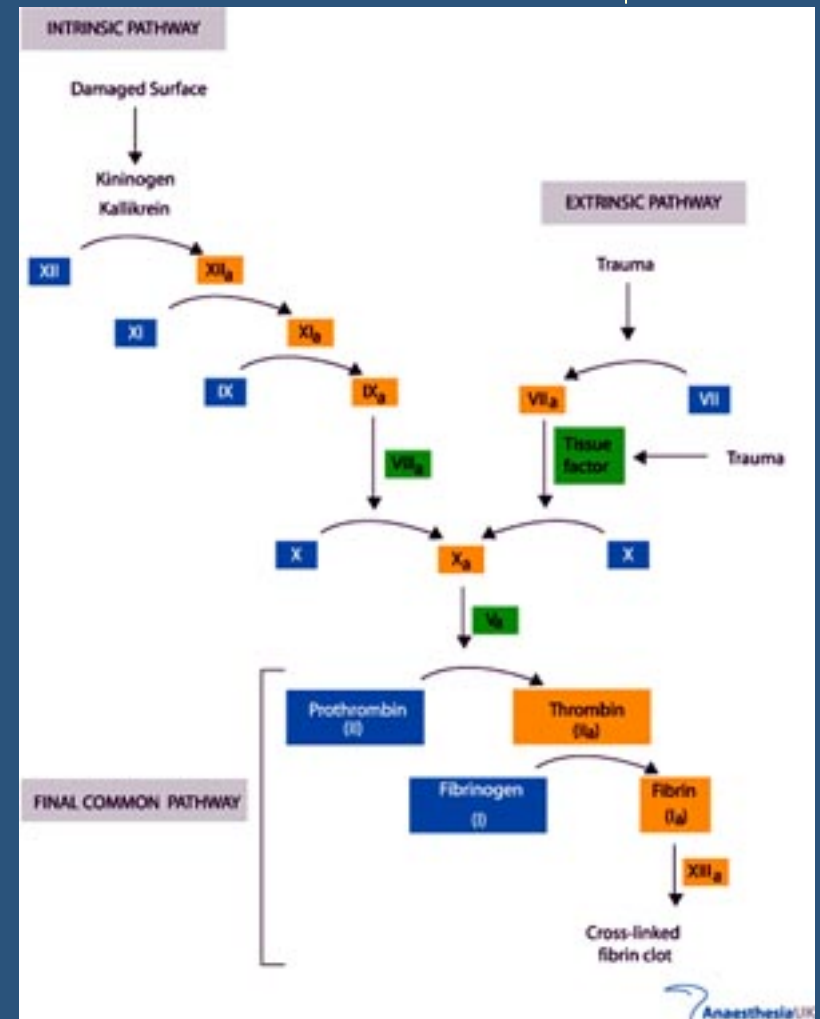 INTRINSIC PATHWAY
Damaged Surface
Kininogen
Kallikrein
EXTRINSIC PATHWAY
Trauma
XII
XIIa
XI
XIa
IX
IXa
VIIa
VII
VIIIa
Tissue
factor
Trauma
X
Xa
X
Va
Prothrombin
(II)
Thrombin
(IIa)
FINAL COMMON PATHWAY
Fibrinogen
(I)
Fibrin
(Ia)
XIIIa
Cross-linked
fibrin clot
AnaesthesiaUK